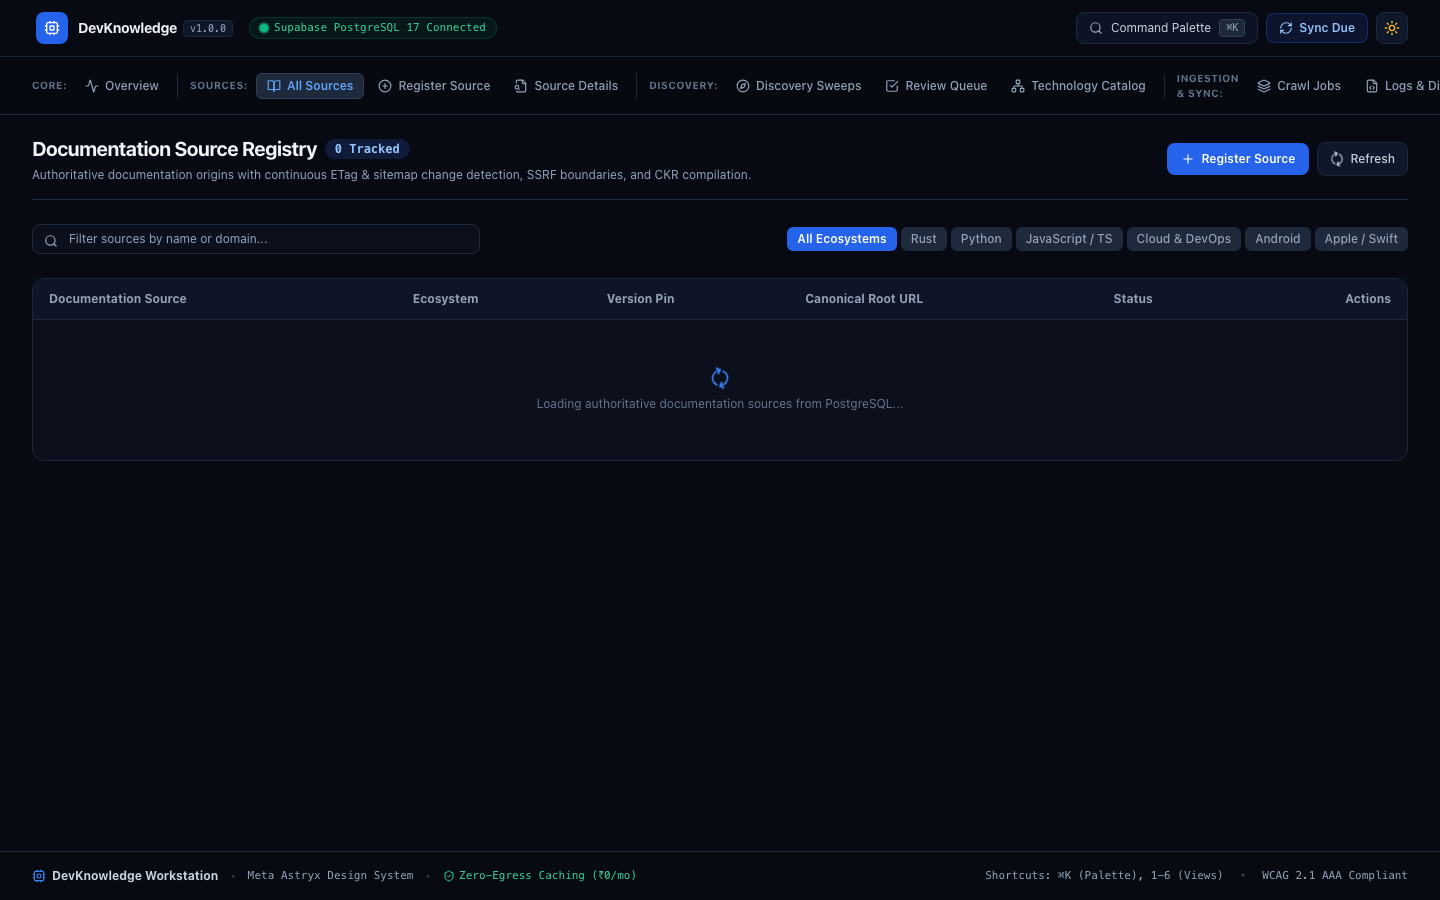 DevKnowledge v1.0.0 Supabase PostgreSQL 17 Connected Command Palette ⌘K Sync Due
CORE: Overview SOURCES: All Sources Register Source Source Details DISCOVERY: Discovery Sweeps Review Queue Technology Catalog INGESTION & SYNC: Crawl Jobs Logs & Di
Documentation Source Registry 0 Tracked
Authoritative documentation origins with continuous ETag & sitemap change detection, SSRF boundaries, and CKR compilation.
Register Source Refresh
Filter sources by name or domain... All Ecosystems Rust Python JavaScript / TS Cloud & DevOps Android Apple / Swift
Documentation Source Ecosystem Version Pin Canonical Root URL Status Actions
Loading authoritative documentation sources from PostgreSQL...
DevKnowledge Workstation • Meta Astryx Design System • Zero-Egress Caching (₹0/mo) Shortcuts: ⌘K (Palette), 1-6 (Views) • WCAG 2.1 AAA Compliant